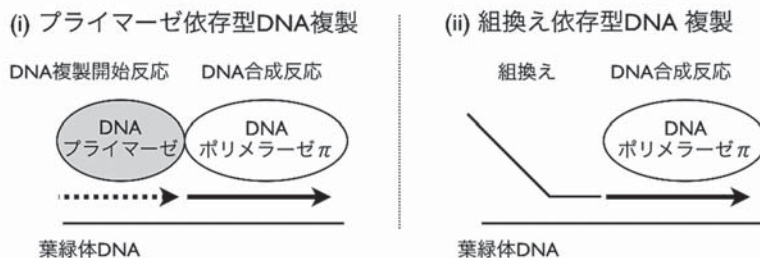 (i) プライマーゼ依存型DNA複製
DNA複製開始反応 DNA合成反応
DNA
プライマーゼ
DNA
ポリメラーゼπ
葉緑体DNA
(ii) 組換え依存型DNA 複製
組換え DNA合成反応
DNA
ポリメラーゼπ
葉緑体DNA